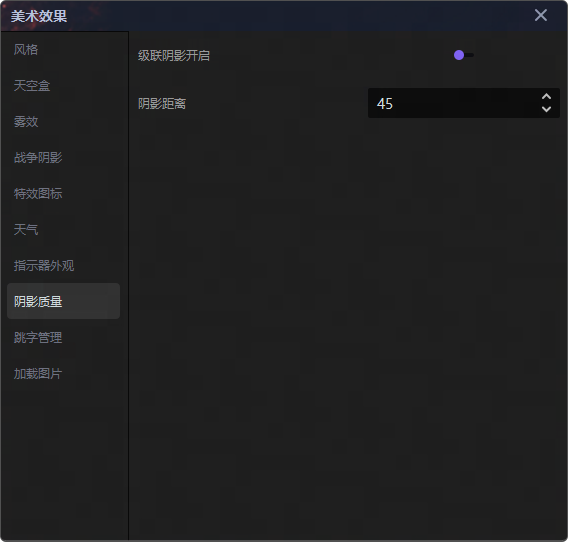 美术效果
风格
天空盒
雾效
战争阴影
特效图标
天气
指示器外观
阴影质量
跳字管理
加载图片
级联阴影开启
阴影距离
45